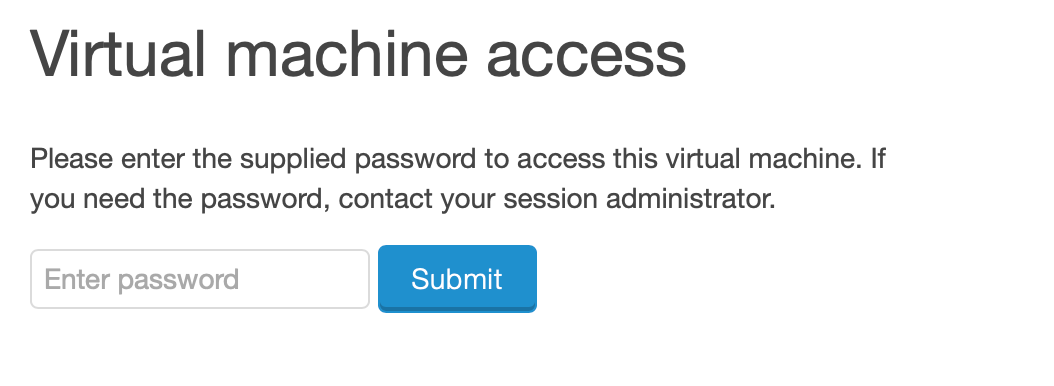 Virtual machine access
Please enter the supplied password to access this virtual machine. If
you need the password, contact your session administrator.
Enter password Submit